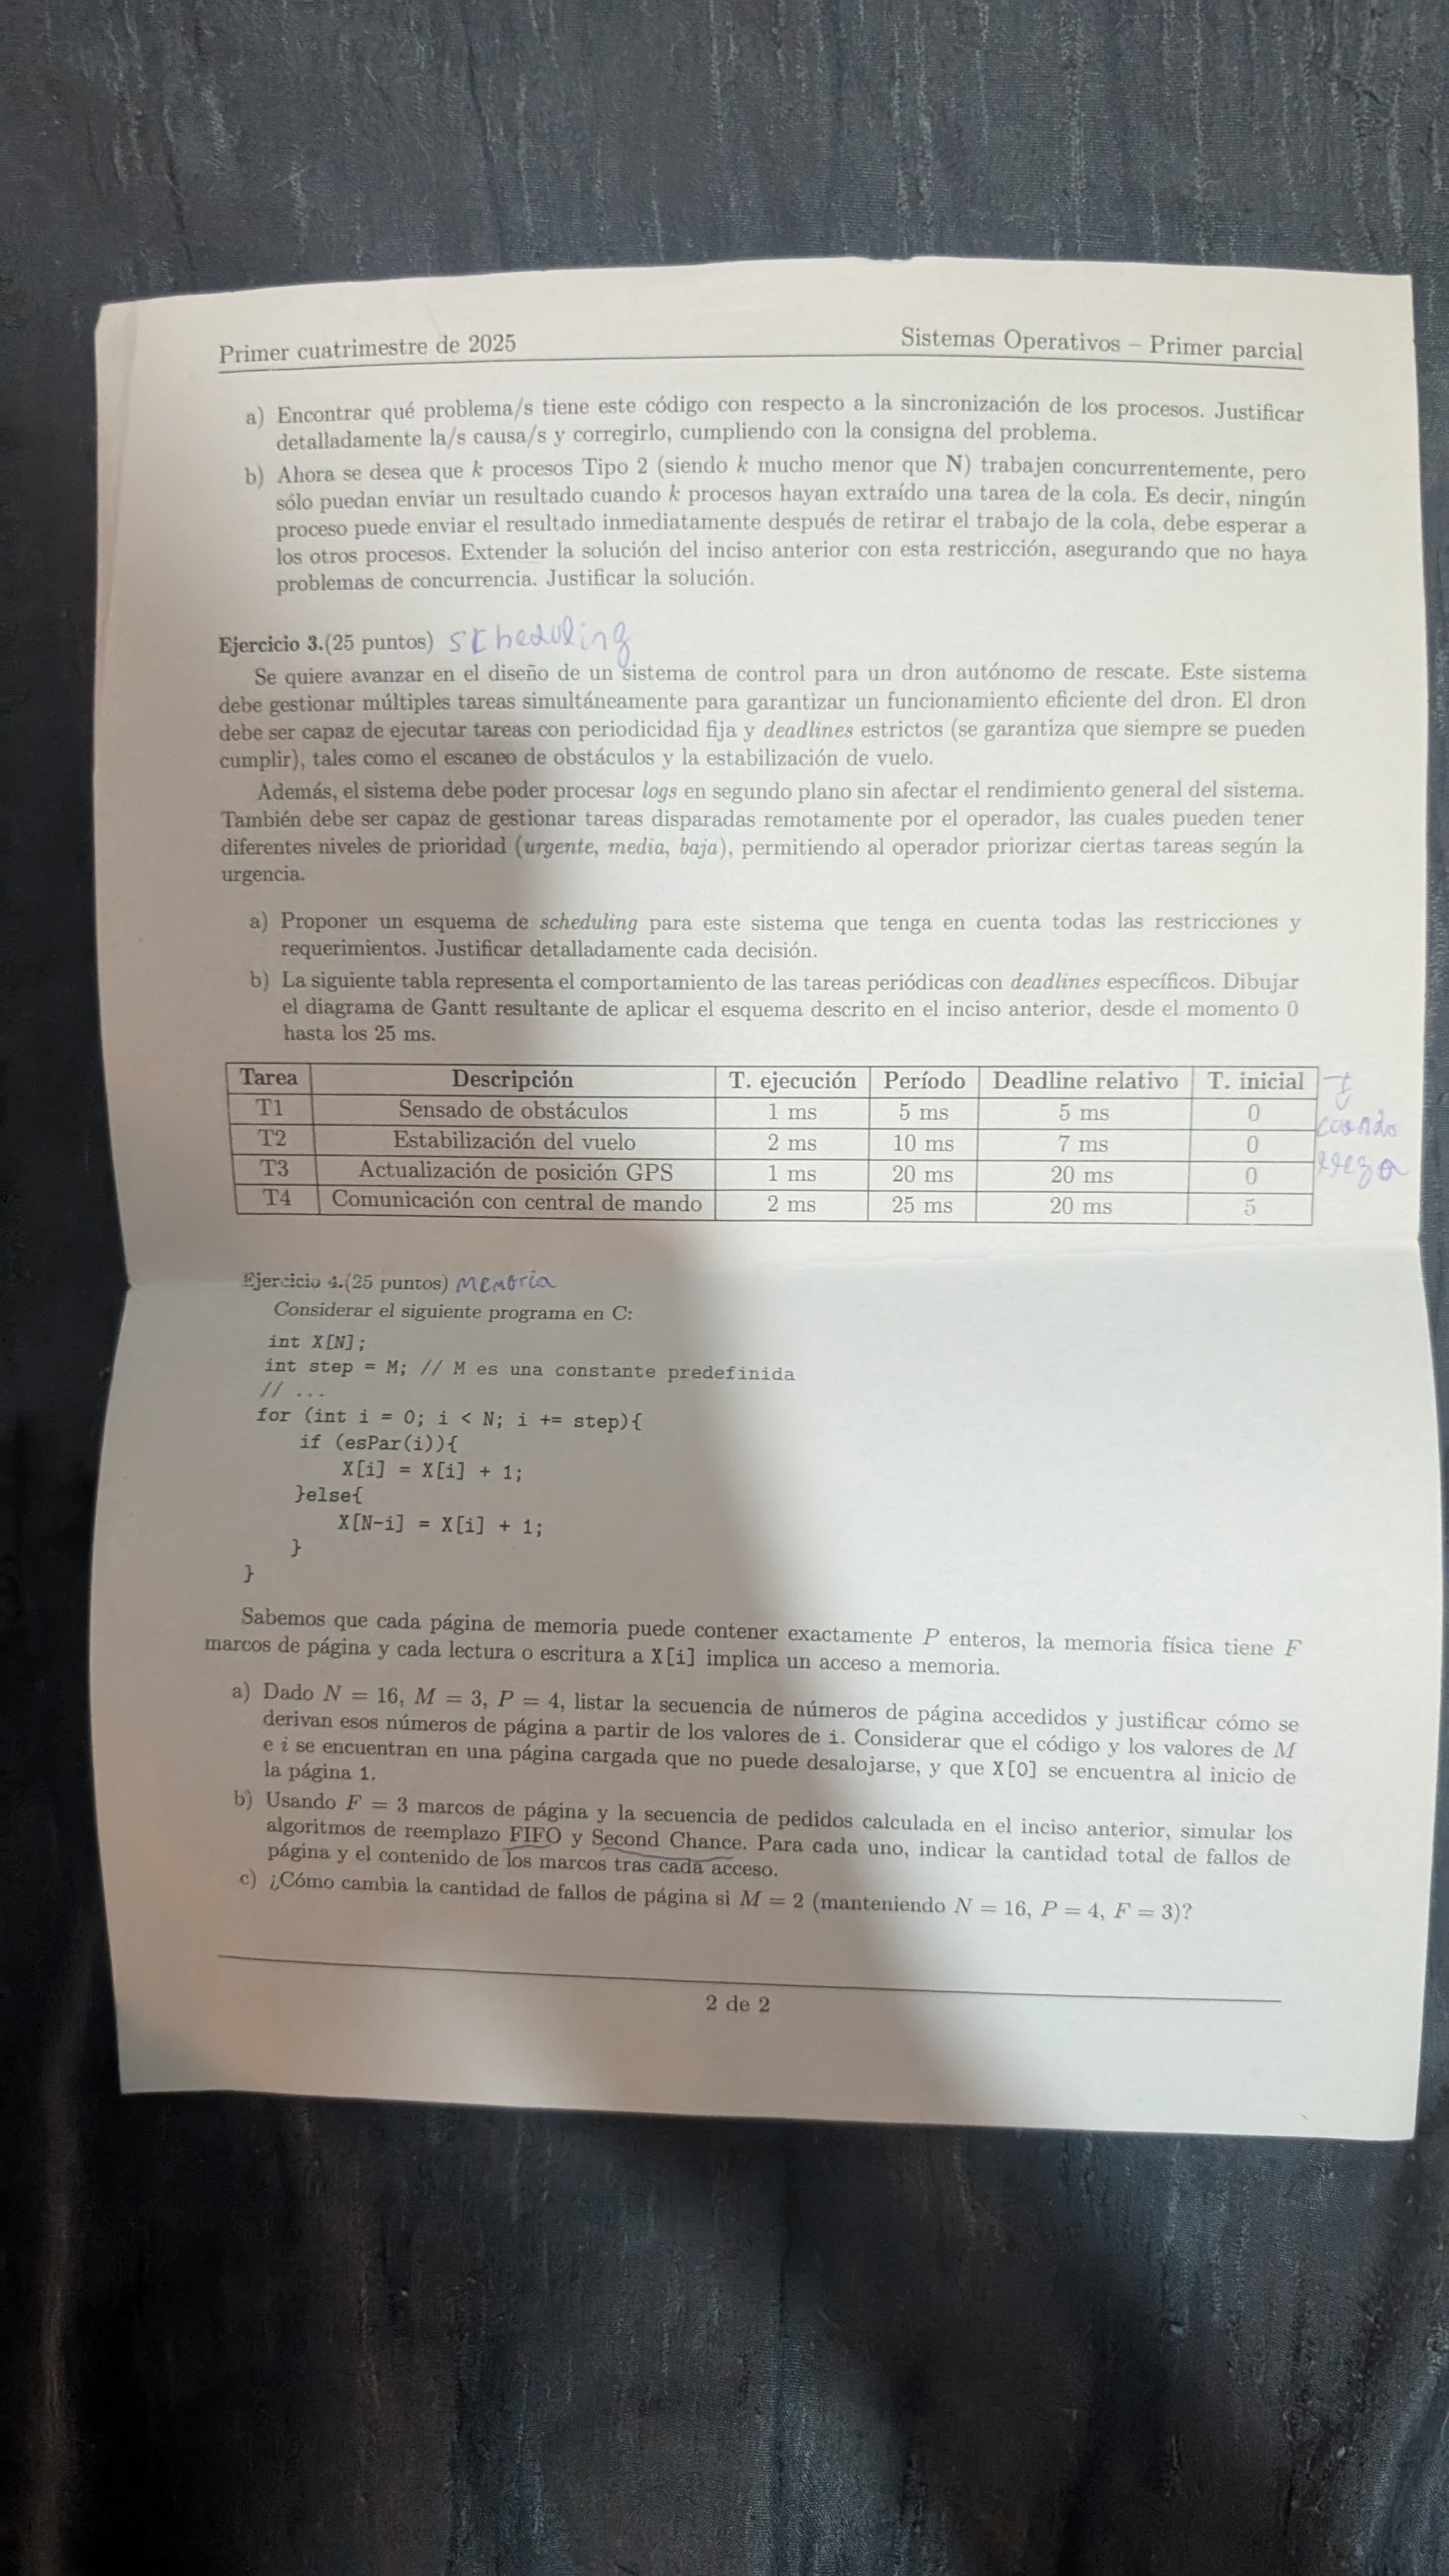 Primer cuatrimestre de 2025 Sistemas Operativos – Primer parcial
a) Encontrar qué problema/s tiene este código con respecto a la sincronización de los procesos. Justificar
detalladamente la/s causa/s y corregirlo, cumpliendo con la consigna del problema.
b) Ahora se desea que k procesos Tipo 2 (siendo k mucho menor que N) trabajen concurrentemente, pero
sólo puedan enviar un resultado cuando k procesos hayan extraído una tarea de la cola. Es decir, ningún
proceso puede enviar el resultado inmediatamente después de retirar el trabajo de la cola, debe esperar a
los otros procesos. Extender la solución del inciso anterior con esta restricción, asegurando que no haya
problemas de concurrencia. Justificar la solución.
Ejercicio 3.(25 puntos) scheduling
Se quiere avanzar en el diseño de un sistema de control para un dron autónomo de rescate. Este sistema
debe gestionar múltiples tareas simultáneamente para garantizar un funcionamiento eficiente del dron. El dron
debe ser capaz de ejecutar tareas con periodicidad fija y deadlines estrictos (se garantiza que siempre se pueden
cumplir), tales como el escaneo de obstáculos y la estabilización de vuelo.
Además, el sistema debe poder procesar logs en segundo plano sin afectar el rendimiento general del sistema.
También debe ser capaz de gestionar tareas disparadas remotamente por el operador, las cuales pueden tener
diferentes niveles de prioridad (urgente, media, baja), permitiendo al operador priorizar ciertas tareas según la
urgencia.
a) Proponer un esquema de scheduling para este sistema que tenga en cuenta todas las restricciones y
requerimientos. Justificar detalladamente cada decisión.
b) La siguiente tabla representa el comportamiento de las tareas periódicas con deadlines específicos. Dibujar
el diagrama de Gantt resultante de aplicar el esquema descrito en el inciso anterior, desde el momento 0
hasta los 25 ms.
Tarea Descripción T. ejecución Período Deadline relativo T. inicial
T1 Sensado de obstáculos 1 ms 5 ms 5 ms 0
T2 Estabilización del vuelo 2 ms 10 ms 7 ms 0 cuando
T3 Actualización de posición GPS 1 ms 20 ms 20 ms 0
T4 Comunicación con central de mando 2 ms 25 ms 20 ms 5
Ejercicio 4.(25 puntos) memoria
Considerar el siguiente programa en C:
int X[N];
int step = M; // M es una constante predefinida
// ...
for (int i = 0; i < N; i += step){
if (esPar(i)){
X[i] = X[i] + 1;
}else{
X[N-i] = X[i] + 1;
}
}
Sabemos que cada página de memoria puede contener exactamente P enteros, la memoria física tiene F
marcos de página y cada lectura o escritura a X[i] implica un acceso a memoria.
a) Dado N = 16, M = 3, P = 4, listar la secuencia de números de página accedidos y justificar cómo se
derivan esos números de página a partir de los valores de i. Considerar que el código y los valores de M
e i se encuentran en una página cargada que no puede desalojarse, y que X[0] se encuentra al inicio de
la página 1.
b) Usando F = 3 marcos de página y la secuencia de pedidos calculada en el inciso anterior, simular los
algoritmos de reemplazo FIFO y Second Chance. Para cada uno, indicar la cantidad total de fallos de
página y el contenido de los marcos tras cada acceso.
c) ¿Cómo cambia la cantidad de fallos de página si M = 2 (manteniendo N = 16, P = 4, F = 3)?
2 de 2